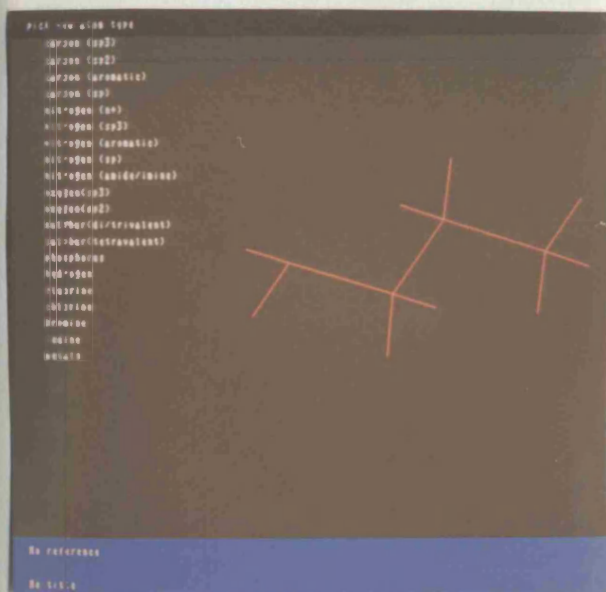 pick new atom type
carbon (sp3)
carbon (sp2)
carbon (aromatic)
carbon (sp)
nitrogen
nitrogen (sp3)
nitrogen (aromatic)
nitrogen (sp)
nitrogen (amide/imine)
oxygen(sp3)
oxygen(sp2)
sulphur(di/trivalent)
sulphur(tetravalent)
phosphorus
hydrogen
fluorine
chlorine
bromine
iodine
metals
No reference
No title